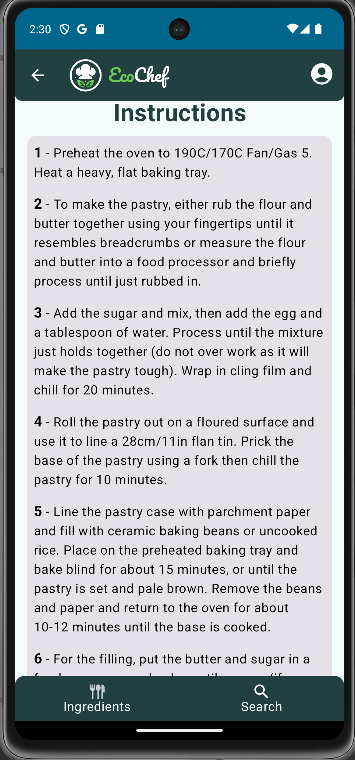 2:30
EcoChef
Instructions
1 - Preheat the oven to 190C/170C Fan/Gas 5.
Heat a heavy, flat baking tray.
2 - To make the pastry, either rub the flour and
butter together using your fingertips until it
resembles breadcrumbs or measure the flour
and butter into a food processor and briefly
process until just rubbed in.
3 - Add the sugar and mix, then add the egg and
a tablespoon of water. Process until the mixture
just holds together (do not over work as it will
make the pastry tough). Wrap in cling film and
chill for 20 minutes.
4 - Roll the pastry out on a floured surface and
use it to line a 28cm/11in flan tin. Prick the
base of the pastry using a fork then chill the
pastry for 10 minutes.
5 - Line the pastry case with parchment paper
and fill with ceramic baking beans or uncooked
rice. Place on the preheated baking tray and
bake blind for about 15 minutes, or until the
pastry is set and pale brown. Remove the beans
and paper and return to the oven for about
10-12 minutes until the base is cooked.
6 - For the filling, put the butter and sugar in a
Ingredients
Search